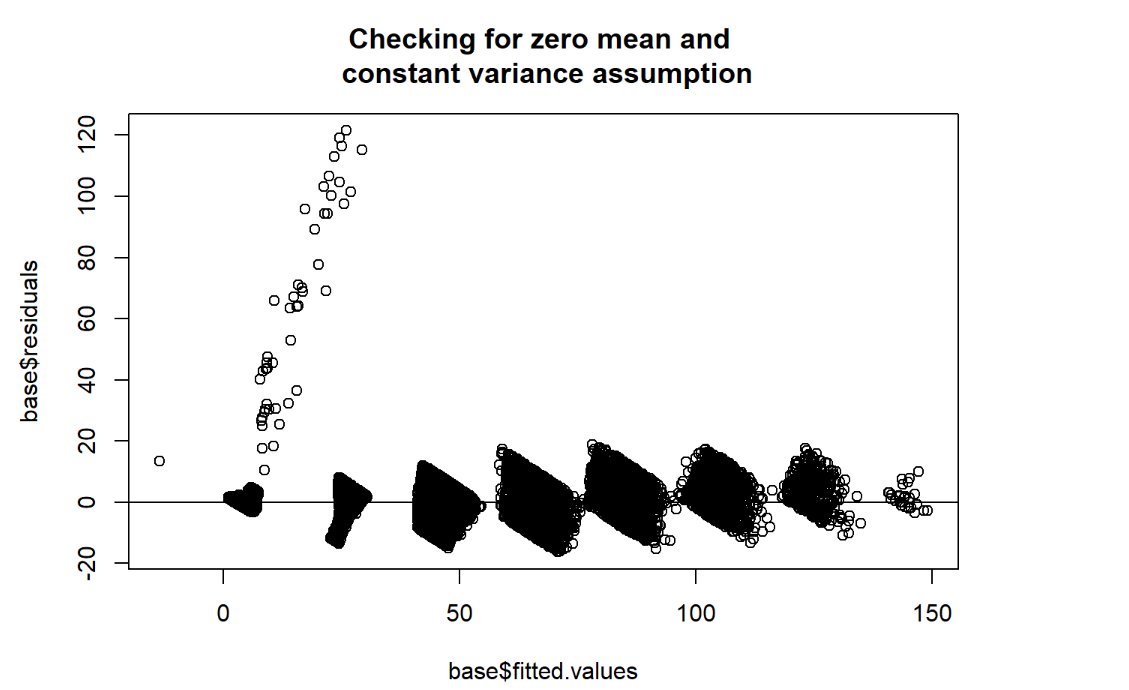 Checking for zero mean and
constant variance assumption
base$residuals
120
100
80
60
40
20
0
-20
0 50 100 150
base$fitted.values